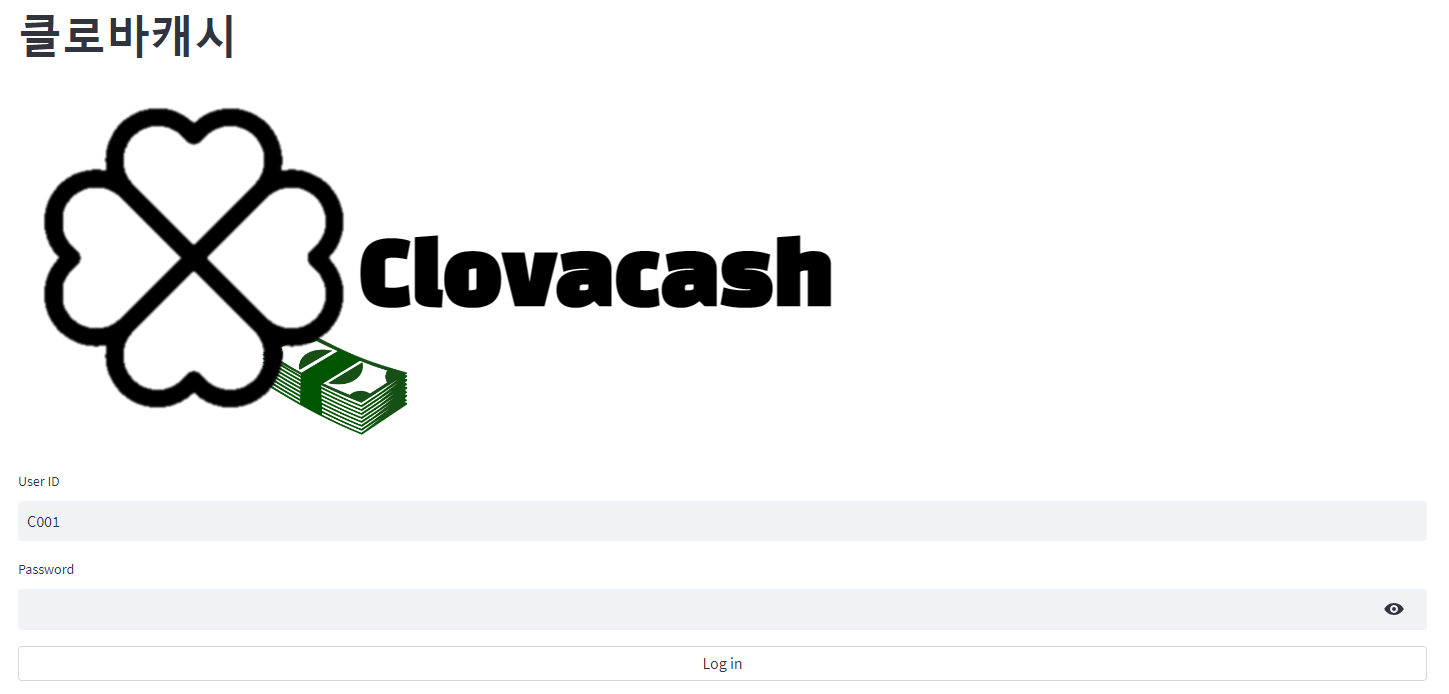 클로바캐시
Clovacash
User ID
C001
Password
Log in